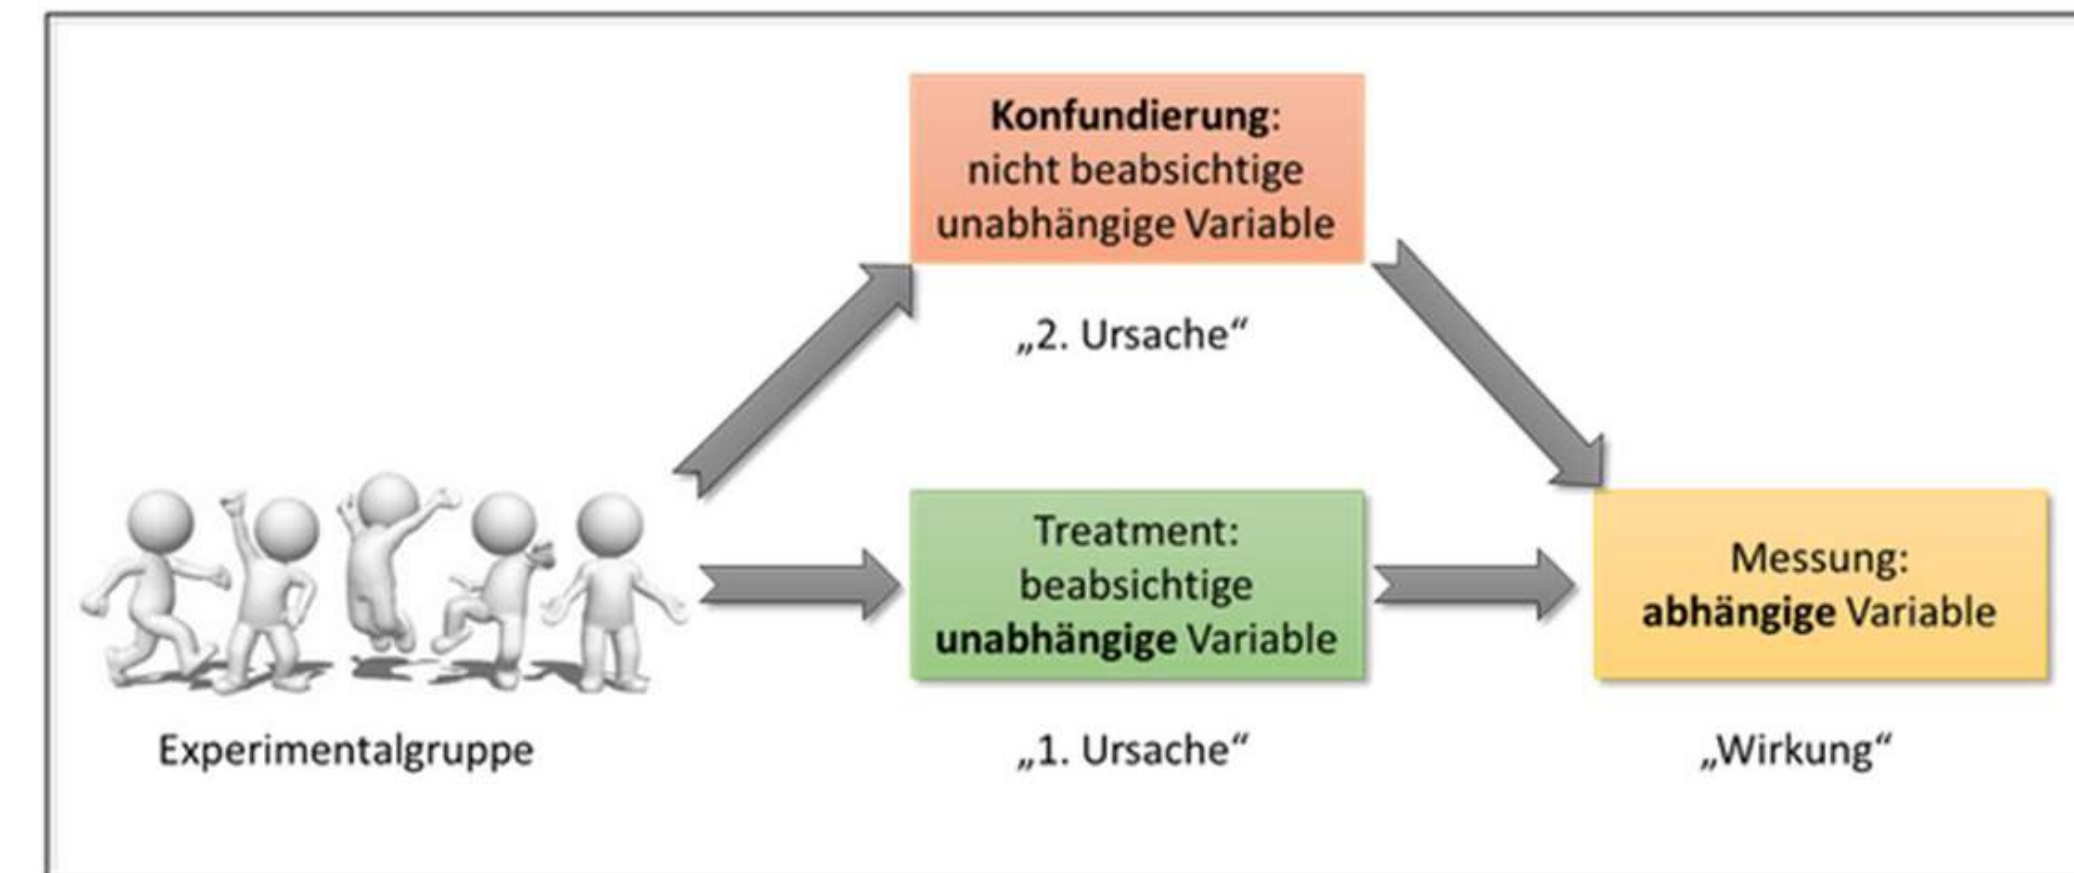 Konfundierung:
nicht beabsichtige
unabhängige Variable
„2. Ursache“
Treatment:
beabsichtige
unabhängige Variable
Messung:
abhängige Variable
Experimentalgruppe
„1. Ursache“
„Wirkung“